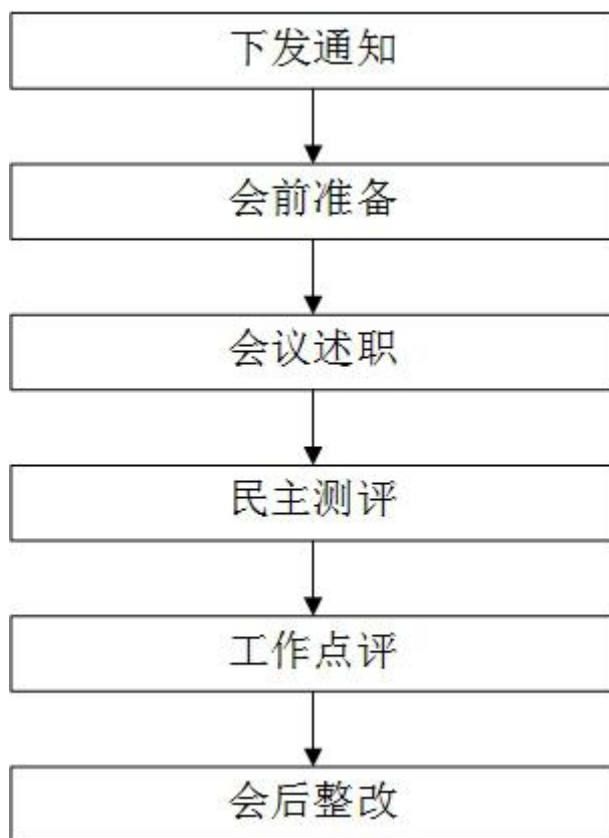 下发通知
会前准备
会议述职
民主测评
工作点评
会后整改